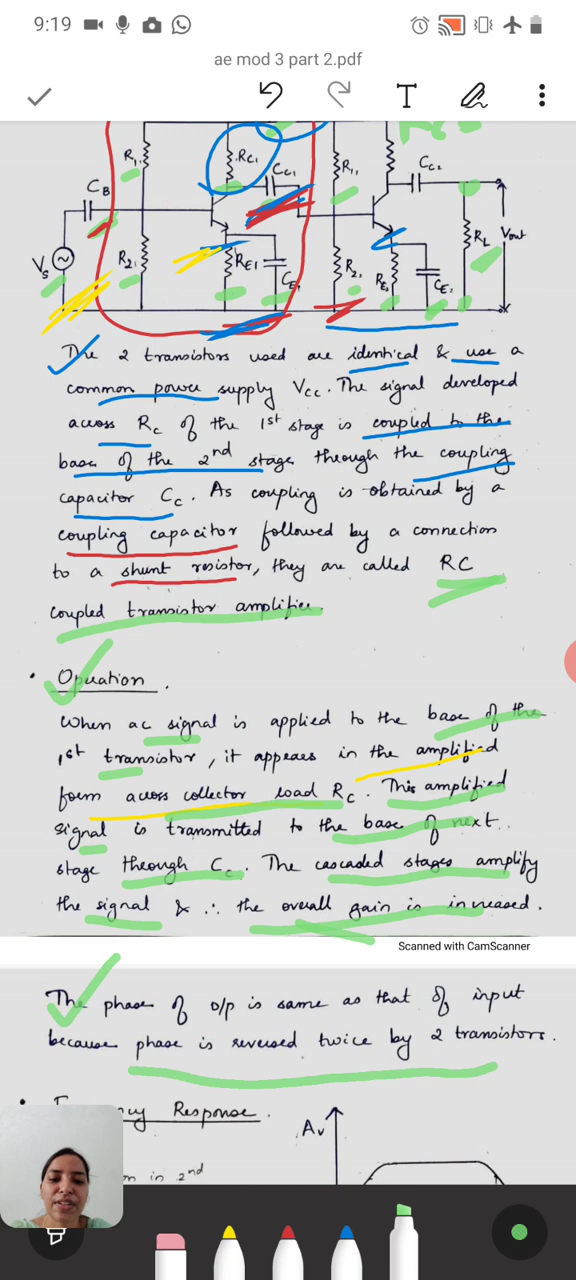 9:19
ae mod 3 part 2.pdf
T
R1
RC1
CC1
R1,
CC2
CB
Vs
R2
RE1
CE1
R2,
RE2
CE2
RL
Vout
The 2 transistors used are identical & use a
common power supply VCC. The signal developed
across RC of the 1st stage is coupled to the
base of the 2nd stage through the coupling
capacitor CC. As coupling is obtained by a
coupling capacitor followed by a connection
to a shunt resistor, they are called RC
coupled transistor amplifier.
• Operation.
When ac signal is applied to the base of the
1st transistor, it appears in the amplified
form across collector load RC. This amplified
signal is transmitted to the base of next
stage through CC. The cascaded stages amplify
the signal & ∴ the overall gain is increased.
Scanned with CamScanner
The phase of o/p is same as that of input
because phase is reversed twice by 2 transistors.
Response.
Av
in 2nd